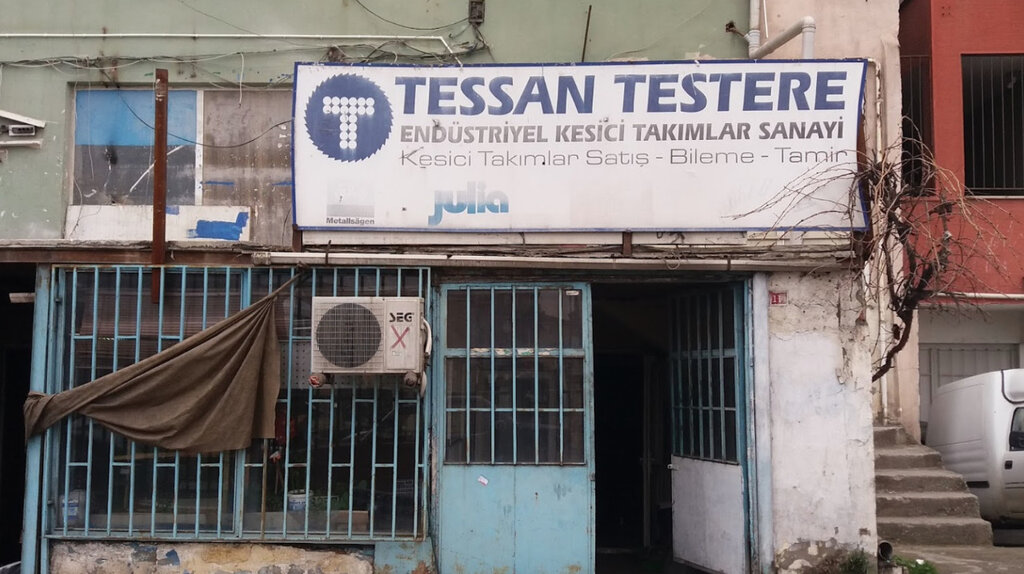 T TESSAN TESTERE
ENDÜSTRİYEL KESİCİ TAKIMLAR SANAYİ
Kesici Takımlar Satış - Bileme - Tamir
Metallsägen
julia
SEG